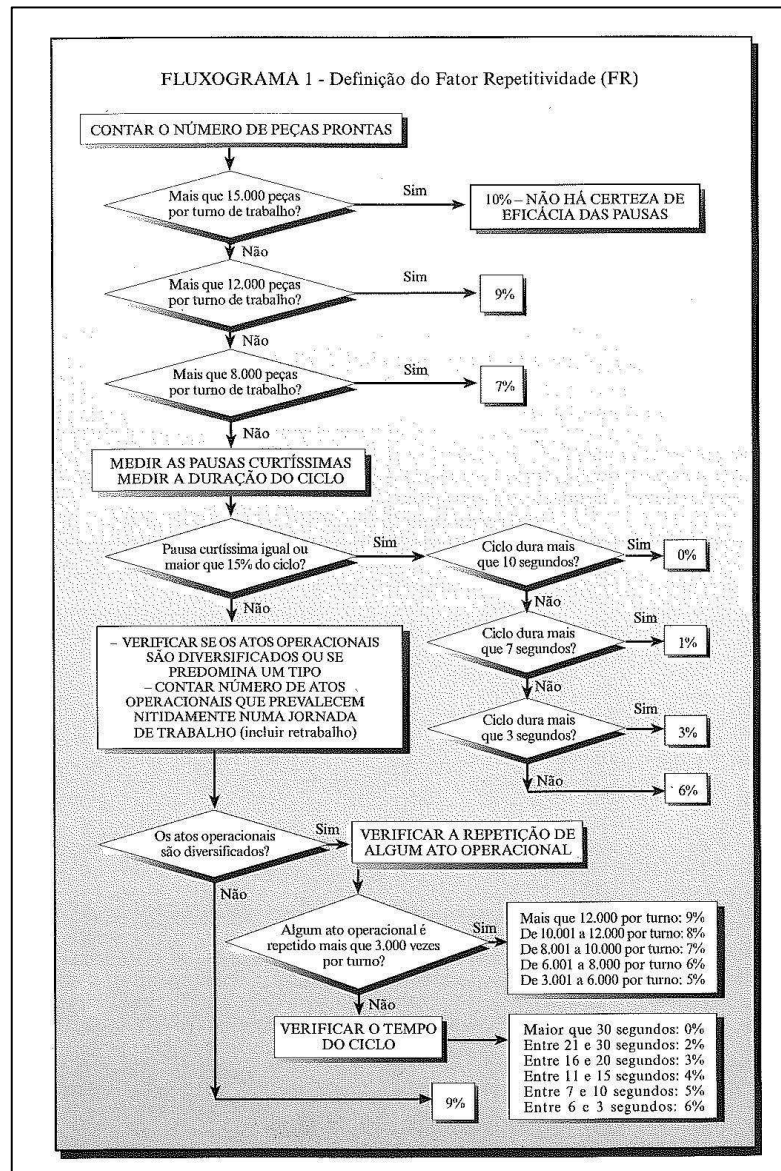 FLUXOGRAMA 1 - Definição do Fator Repetitividade (FR)
CONTAR O NÚMERO DE PEÇAS PRONTAS
Mais que 15.000 peças
por turno de trabalho?
Sim
10% – NÃO HÁ CERTEZA DE
EFICÁCIA DAS PAUSAS
Não
Mais que 12.000 peças
por turno de trabalho?
Sim
9%
Não
Mais que 8.000 peças
por turno de trabalho?
Sim
7%
Não
MEDIR AS PAUSAS CURTÍSSIMAS
MEDIR A DURAÇÃO DO CICLO
Pausa curtíssima igual ou
maior que 15% do ciclo?
Sim
Ciclo dura mais
que 10 segundos?
Sim
0%
Não
Ciclo dura mais
que 7 segundos?
Sim
1%
Não
Ciclo dura mais
que 3 segundos?
Sim
3%
Não
6%
Não
– VERIFICAR SE OS ATOS OPERACIONAIS
SÃO DIVERSIFICADOS OU SE
PREDOMINA UM TIPO
– CONTAR NÚMERO DE ATOS
OPERACIONAIS QUE PREVALECEM
NITIDAMENTE NUMA JORNADA
DE TRABALHO (incluir retrabalho)
Os atos operacionais
são diversificados?
Sim
VERIFICAR A REPETIÇÃO DE
ALGUM ATO OPERACIONAL
Não
Algum ato operacional é
repetido mais que 3.000 vezes
por turno?
Sim
Mais que 12.000 por turno: 9%
De 10.001 a 12.000 por turno: 8%
De 8.001 a 10.000 por turno: 7%
De 6.001 a 8.000 por turno 6%
De 3.001 a 6.000 por turno: 5%
Não
VERIFICAR O TEMPO
DO CICLO
Maior que 30 segundos: 0%
Entre 21 e 30 segundos: 2%
Entre 16 e 20 segundos: 3%
Entre 11 e 15 segundos: 4%
Entre 7 e 10 segundos: 5%
Entre 6 e 3 segundos: 6%
9%